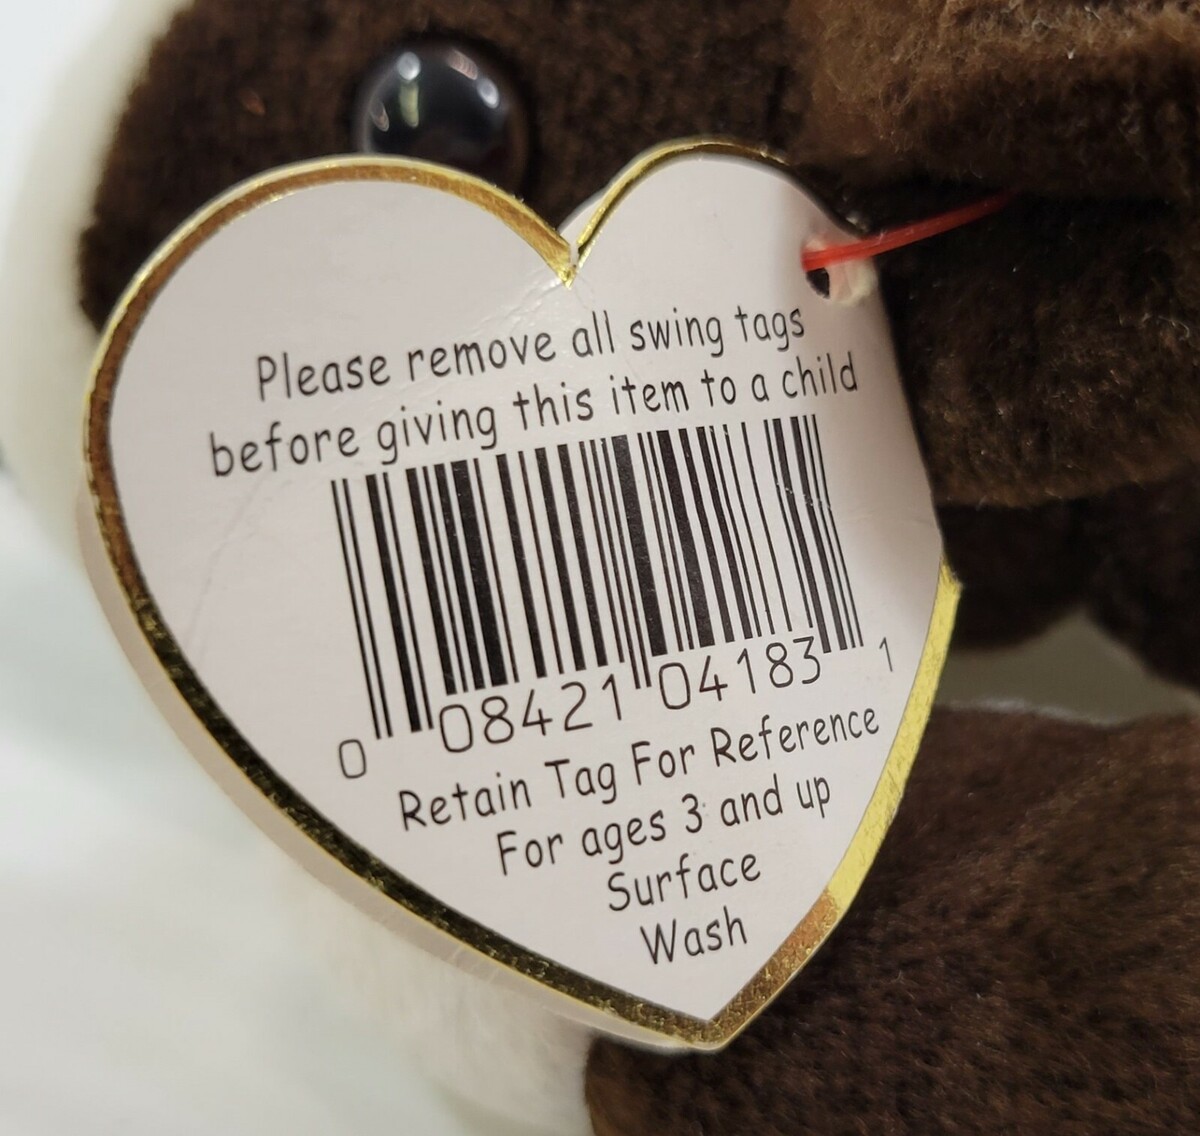 Please remove all swing tags
before giving this item to a child
0 08421 04183 1
Retain Tag For Reference
For ages 3 and up
Surface
Wash